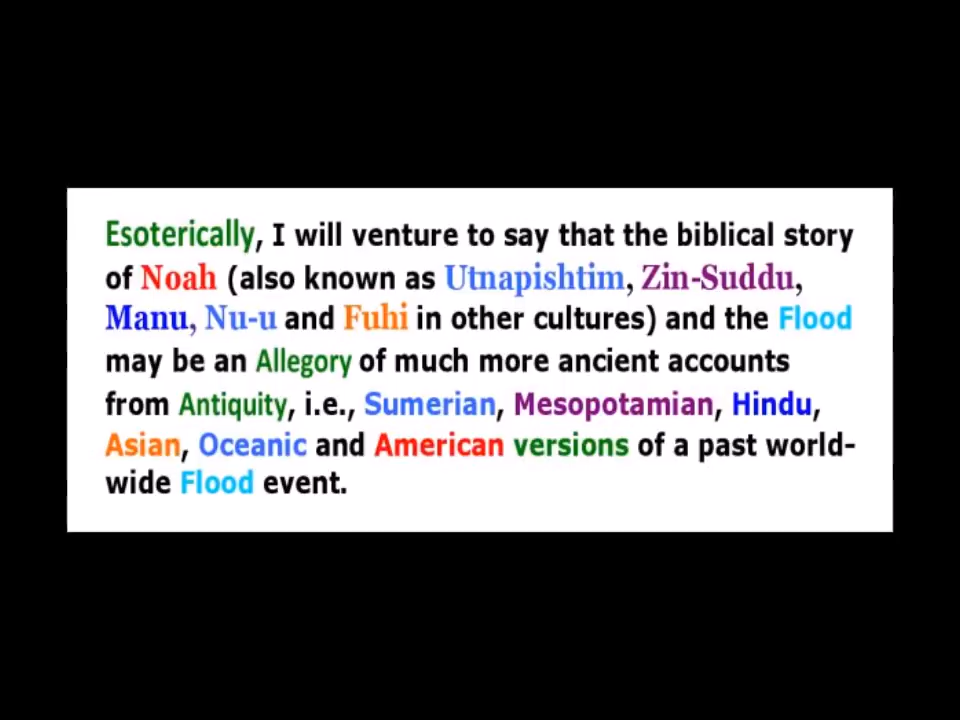 Esoterically, I will venture to say that the biblical story
of Noah (also known as Utnapishtim, Zin-Suddu,
Manu, Nu-u and Fuhi in other cultures) and the Flood
may be an Allegory of much more ancient accounts
from Antiquity, i.e., Sumerian, Mesopotamian, Hindu,
Asian, Oceanic and American versions of a past world-
wide Flood event.